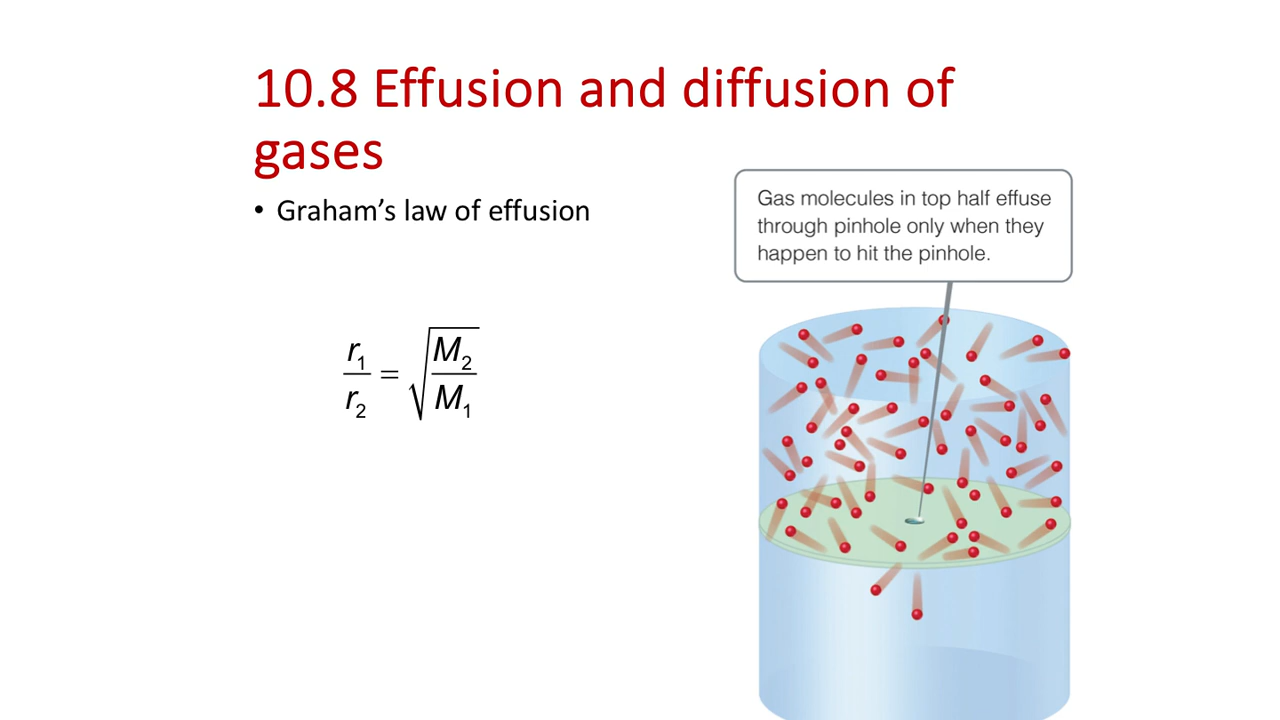 10.8 Effusion and diffusion of
gases
• Graham's law of effusion
r₁/r₂ = √(M₂/M₁)
Gas molecules in top half effuse
through pinhole only when they
happen to hit the pinhole.